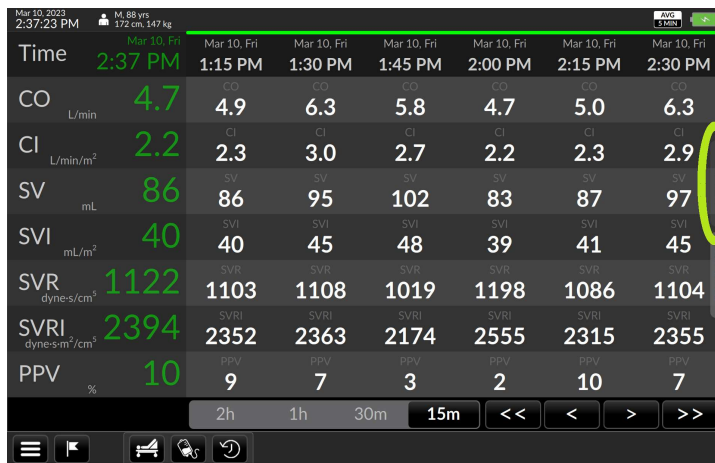 Mar 10, 2023
2:37:23 PM
M, 88 yrs
172 cm, 147 kg
AVG
5 MIN
Time Mar 10, Fri Mar 10, Fri Mar 10, Fri Mar 10, Fri Mar 10, Fri Mar 10, Fri Mar 10, Fri
2:37 PM 1:15 PM 1:30 PM 1:45 PM 2:00 PM 2:15 PM 2:30 PM
CO CO CO CO CO CO CO
L/min 4.7 4.9 6.3 5.8 4.7 5.0 6.3
CI CI CI CI CI CI CI
L/min/m² 2.2 2.3 3.0 2.7 2.2 2.3 2.9
SV SV SV SV SV SV SV
mL 86 86 95 102 83 87 97
SVI SVI SVI SVI SVI SVI SVI
mL/m² 40 40 45 48 39 41 45
SVR SVR SVR SVR SVR SVR SVR
dyne·s/cm⁵ 1122 1103 1108 1019 1198 1086 1104
SVRI SVRI SVRI SVRI SVRI SVRI SVRI
dyne·s·m²/cm⁵ 2394 2352 2363 2174 2555 2315 2355
PPV PPV PPV PPV PPV PPV PPV
% 10 9 7 3 2 10 7
2h 1h 30m 15m << < > >>